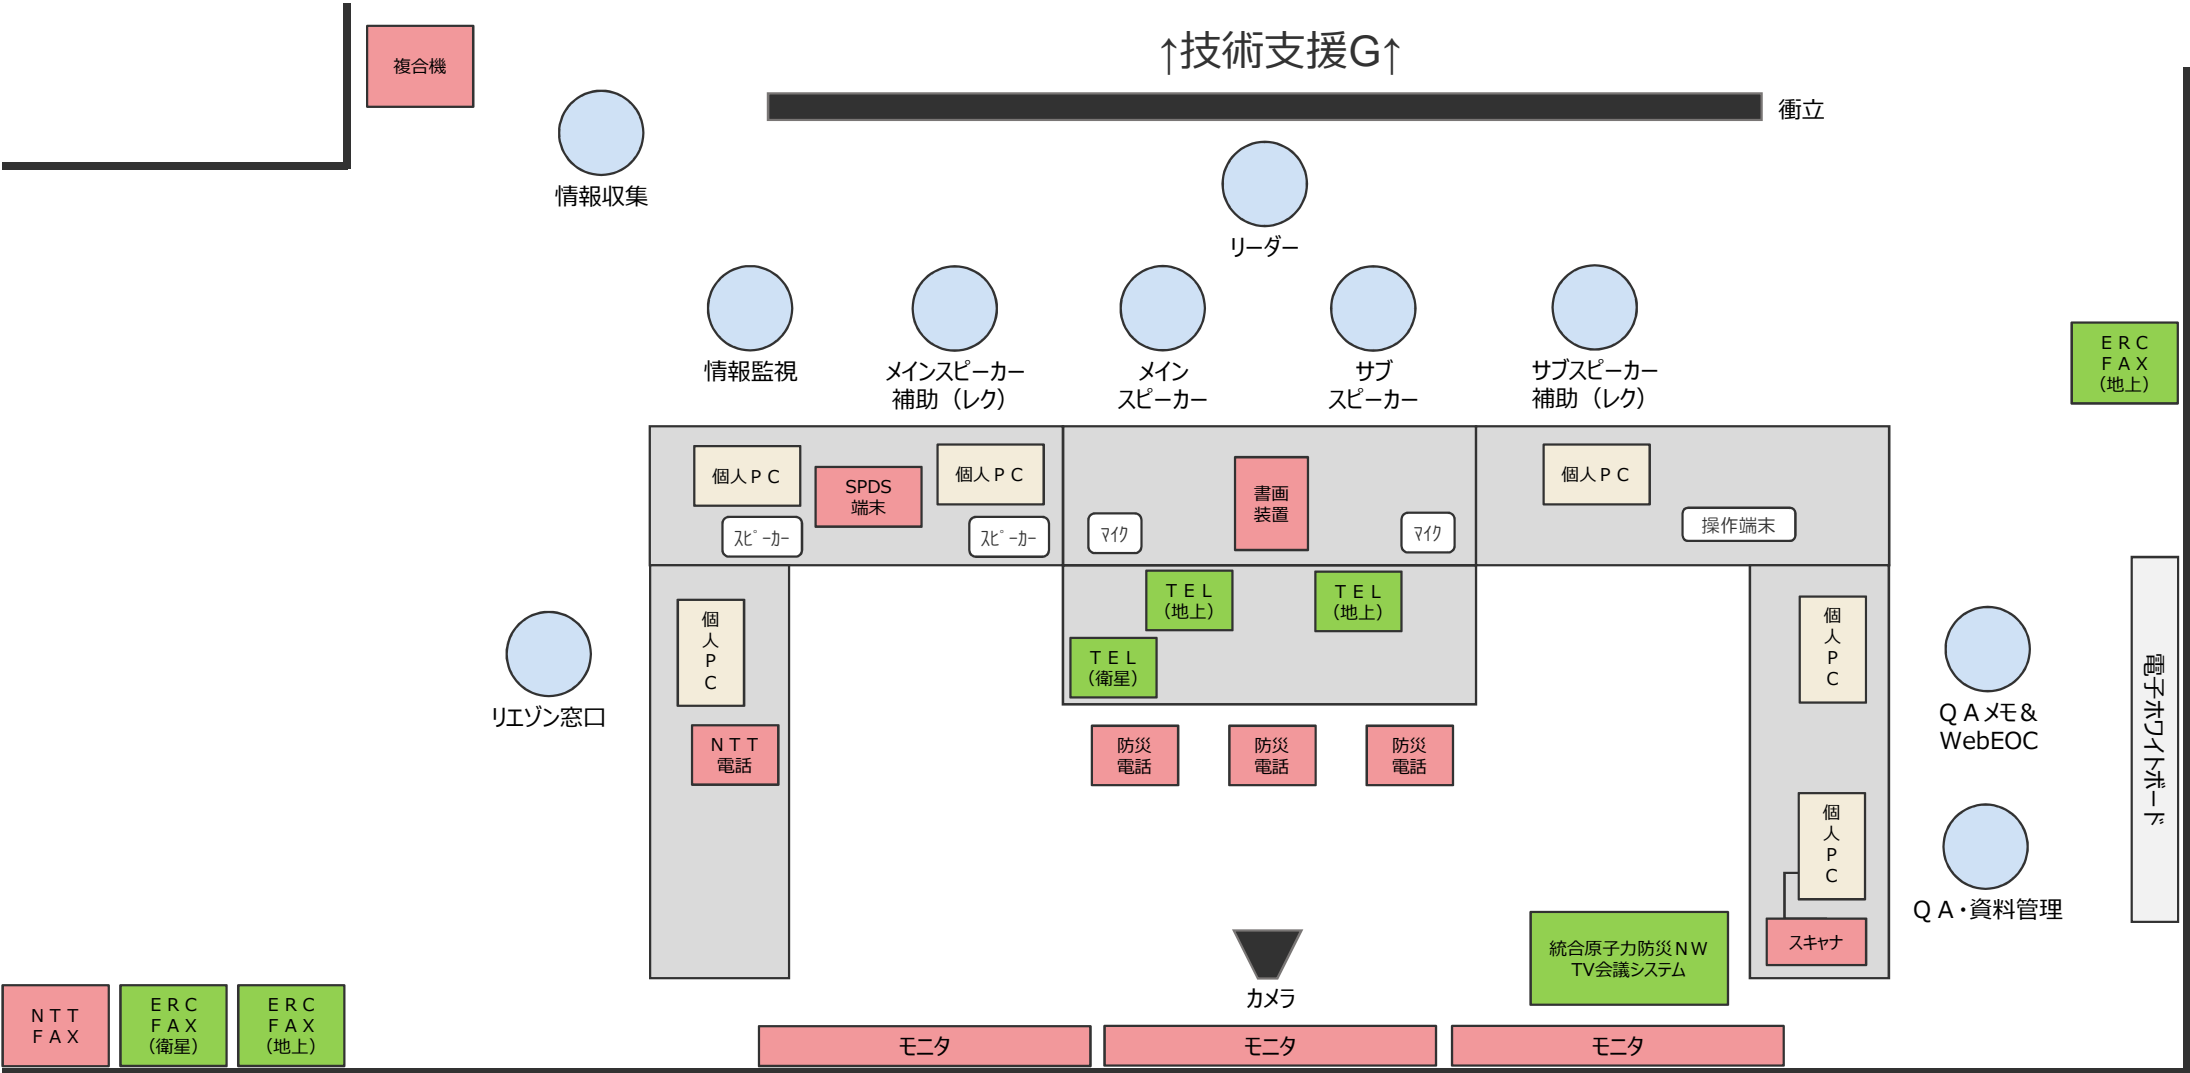 ↑技術支援G↑
複合機
衝立
情報収集
リーダー
情報監視
メインスピーカー
補助（レク）
メイン
スピーカー
サブ
スピーカー
サブスピーカー
補助（レク）
ＥＲＣ
ＦＡＸ
（地上）
個人ＰＣ
SPDS
端末
個人ＰＣ
ｽﾋﾟｰｶｰ
ｽﾋﾟｰｶｰ
ﾏｲｸ
書画
装置
ﾏｲｸ
個人ＰＣ
操作端末
ＴＥＬ
（地上）
ＴＥＬ
（地上）
ＴＥＬ
（衛星）
個人ＰＣ
リエゾン窓口
ＮＴＴ
電話
防災
電話
防災
電話
防災
電話
個人ＰＣ
ＱＡメモ＆
WebEOC
電子ホワイトボード
個人ＰＣ
ＱＡ・資料管理
スキャナ
統合原子力防災ＮＷ
TV会議システム
カメラ
ＮＴＴ
ＦＡＸ
ＥＲＣ
ＦＡＸ
（衛星）
ＥＲＣ
ＦＡＸ
（地上）
モニタ
モニタ
モニタ